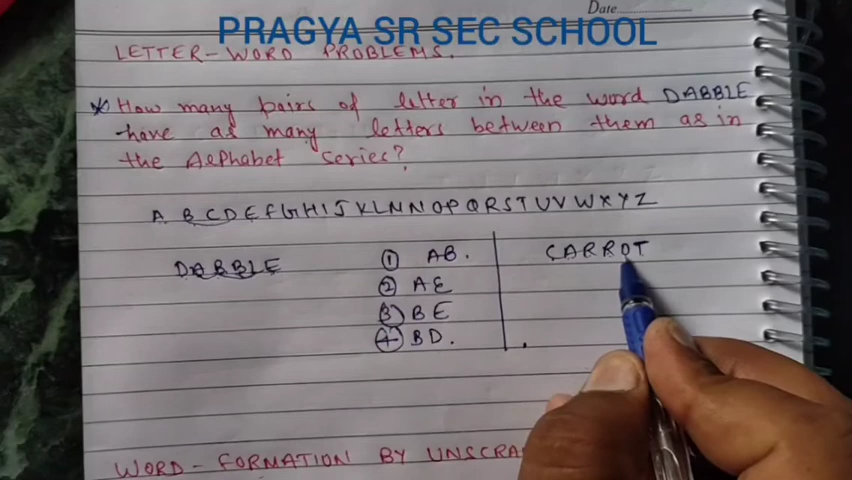 Date
PRAGYA SR SEC SCHOOL
LETTER-WORD PROBLEMS.
* How many pairs of letter in the word DABBLE
have as many letters between them as in
the Alphabet series?
A B C D E F G H I J K L N N O P Q R S T U V W X Y Z
DABBLE
① AB.
② AE
③ BE
④ BD.
CARROT
WORD - FORMATION BY UNSCRA